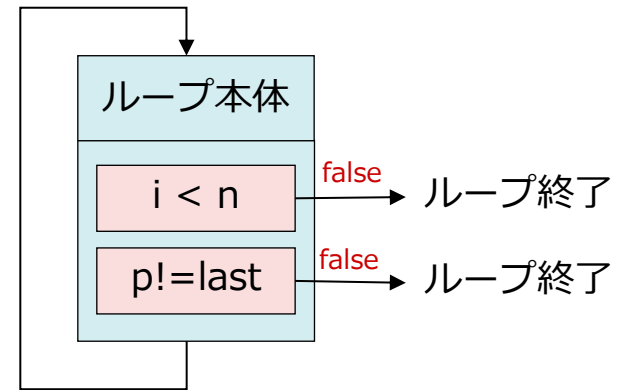 ループ本体
i < n
false
ループ終了
p!=last
false
ループ終了